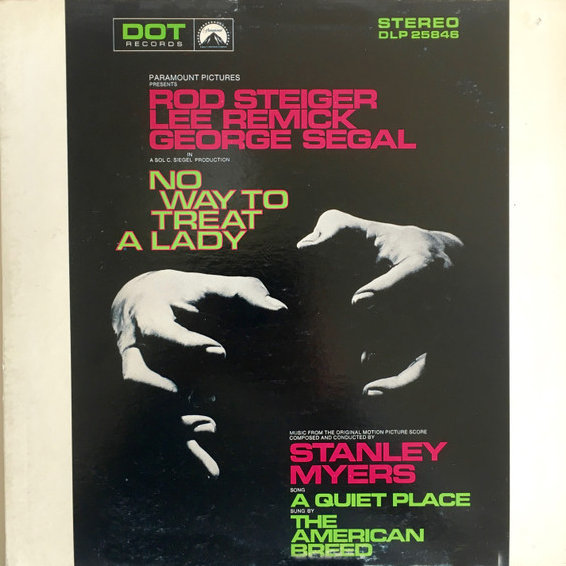 DOT
RECORDS
Paramount
STEREO
DLP 25846
PARAMOUNT PICTURES
PRESENTS
ROD STEIGER
LEE REMICK
GEORGE SEGAL
IN
A SOL C. SIEGEL PRODUCTION
NO
WAY TO
TREAT
A LADY
MUSIC FROM THE ORIGINAL MOTION PICTURE SCORE
COMPOSED AND CONDUCTED BY
STANLEY
MYERS
SONG
A QUIET PLACE
SUNG BY
THE
AMERICAN
BREED